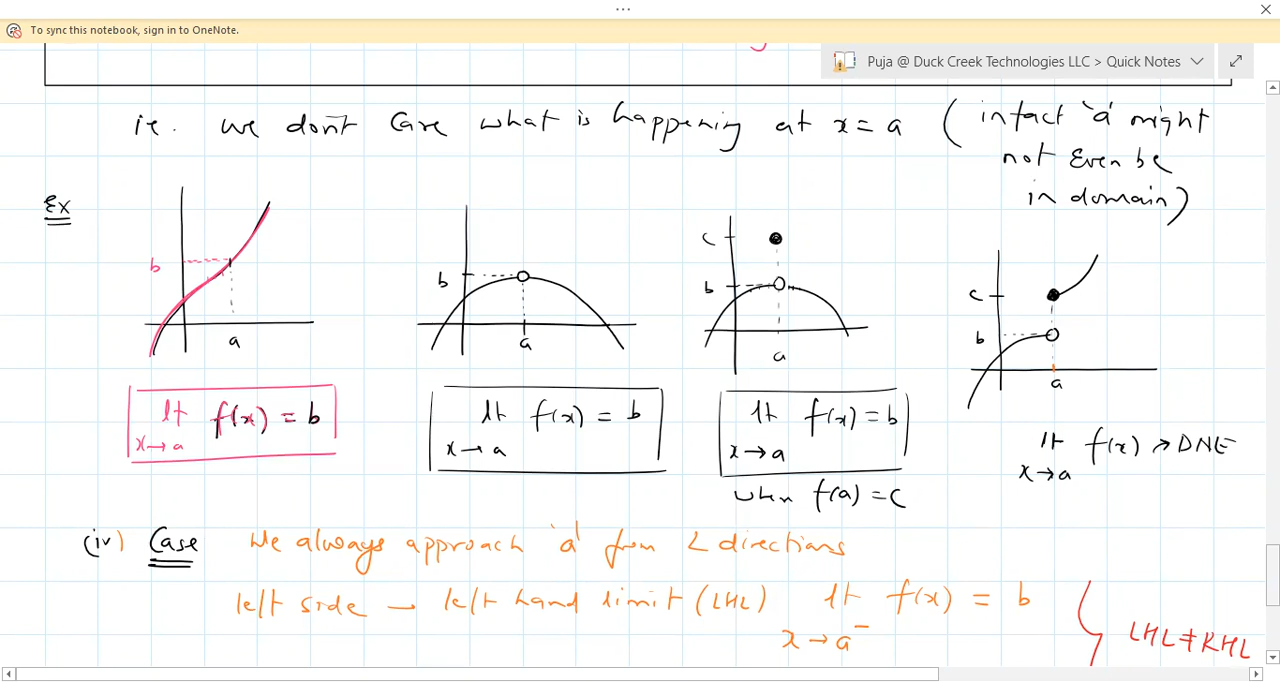 ...
To sync this notebook, sign in to OneNote.
Puja @ Duck Creek Technologies LLC > Quick Notes
ie. we don't care what is happening at x = a ( infact 'a' might
not Even be
in domain)
Ex
b
a
b
a
c
b
a
c
b
a
lt f(x) = b
x→a
lt f(x) = b
x→a
lt f(x) = b
x→a
when f(a) = c
lt f(x) → DNE
x→a
(iv) Case We always approach 'a' from 2 directions
left side → left hand limit (LHL) lt f(x) = b
x→a⁻
LHL ≠ RHL